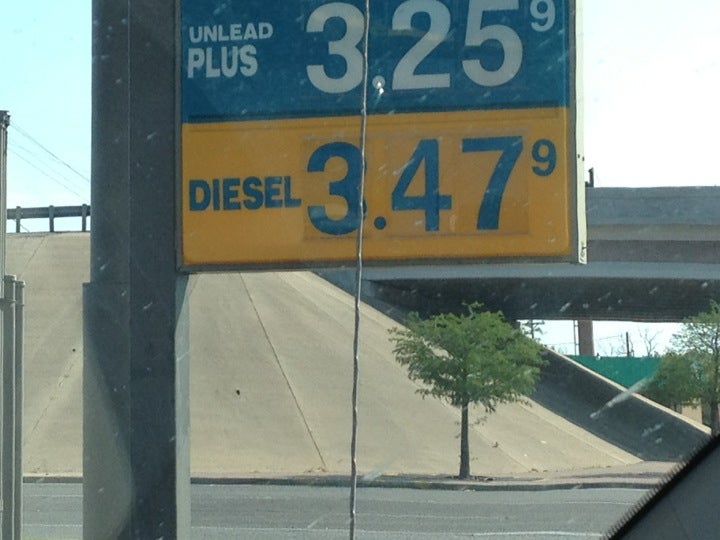 UNLEAD
PLUS 3.25 9
DIESEL 3.47 9